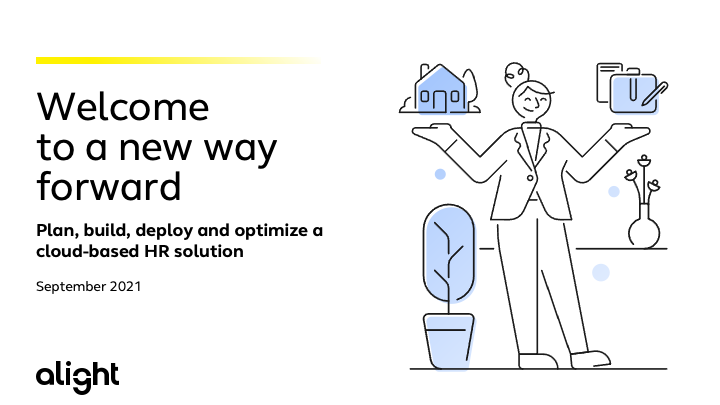 Welcome
to a new way
forward
Plan, build, deploy and optimize a
cloud-based HR solution
September 2021
alight